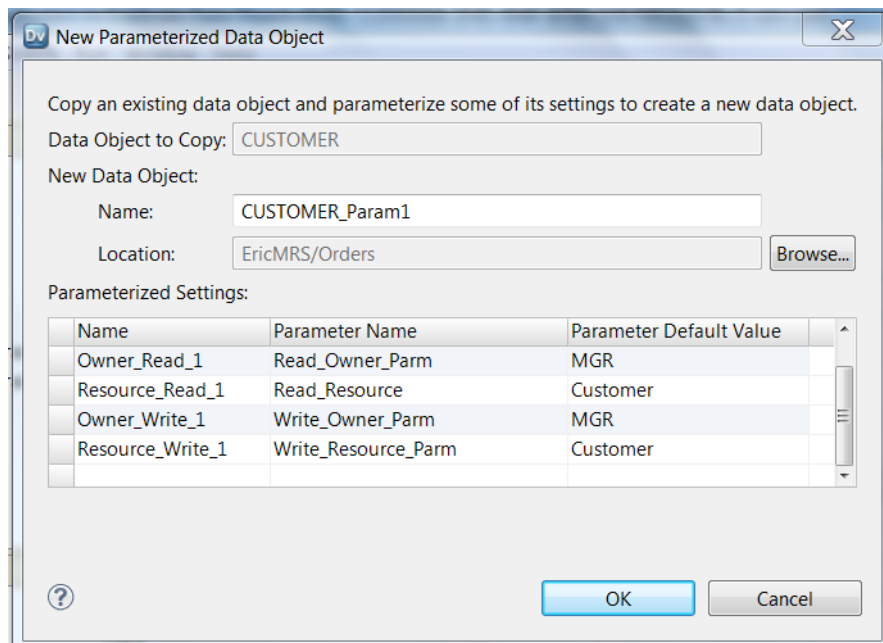 Dv New Parameterized Data Object
Copy an existing data object and parameterize some of its settings to create a new data object.
Data Object to Copy: CUSTOMER
New Data Object:
Name: CUSTOMER_Param1
Location: EricMRS/Orders Browse...
Parameterized Settings:
Name Parameter Name Parameter Default Value
Owner_Read_1 Read_Owner_Parm MGR
Resource_Read_1 Read_Resource Customer
Owner_Write_1 Write_Owner_Parm MGR
Resource_Write_1 Write_Resource_Parm Customer
? OK Cancel